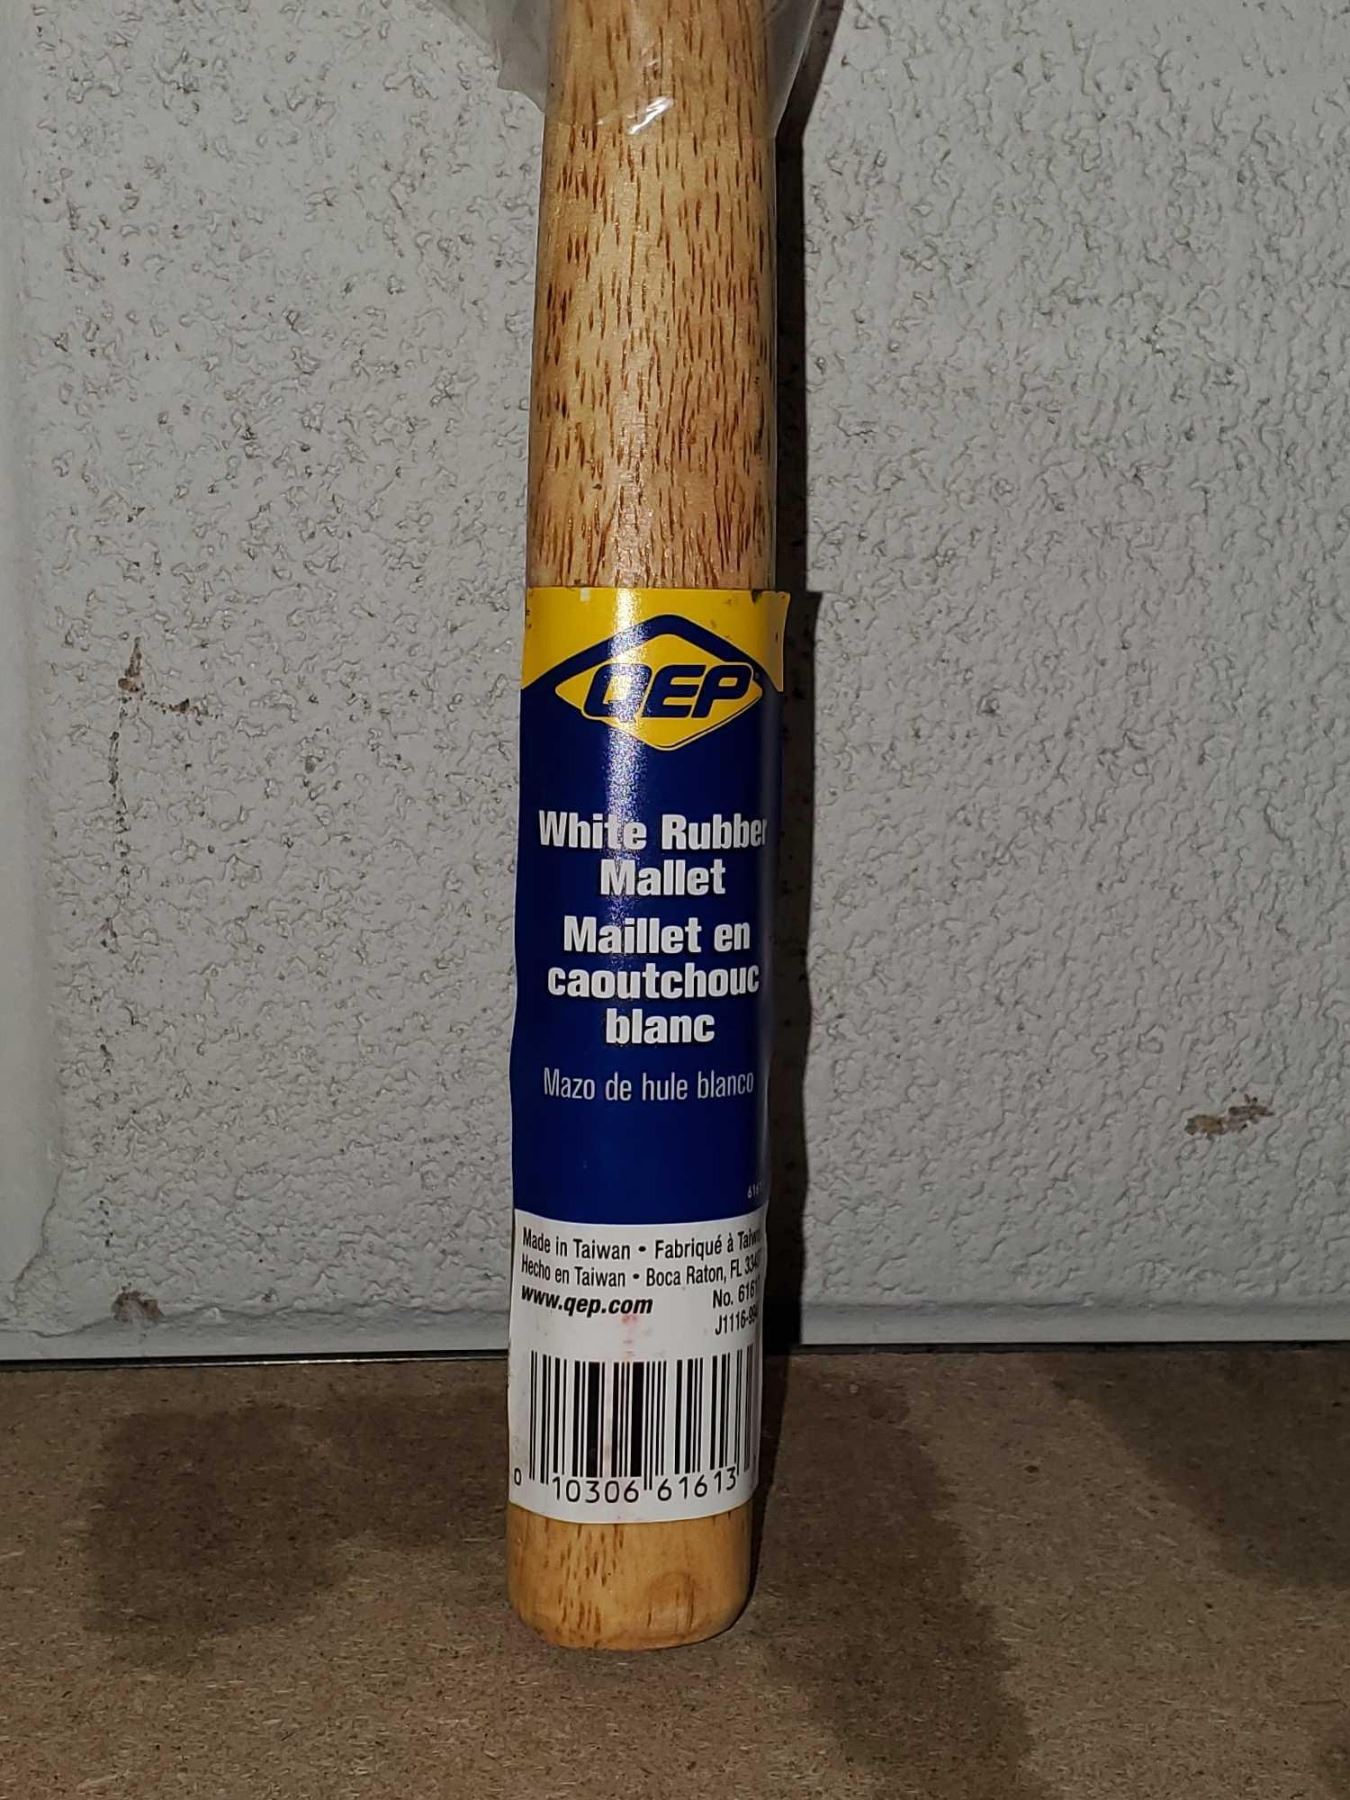 QEP
White Rubber
Mallet
Maillet en
caoutchouc
blanc
Mazo de hule blanco
Made in Taiwan • Fabriqué à
Hecho en Taiwan • Boca Raton, FL
www.qep.com
No.
0 10306 61613